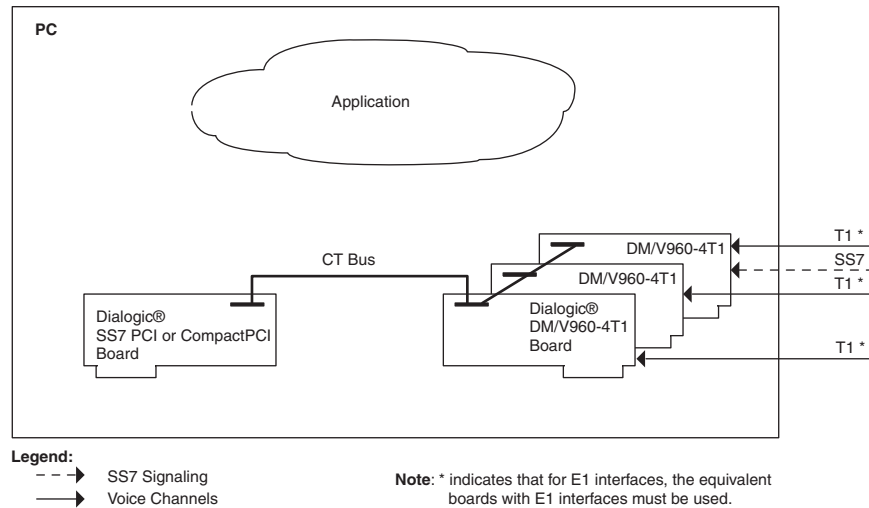 PC
Application
CT Bus
DM/V960-4T1
T1 *
SS7
DM/V960-4T1
T1 *
Dialogic®
SS7 PCI or CompactPCI
Board
Dialogic®
DM/V960-4T1
Board
T1 *
Legend:
SS7 Signaling
Voice Channels
Note: * indicates that for E1 interfaces, the equivalent
boards with E1 interfaces must be used.